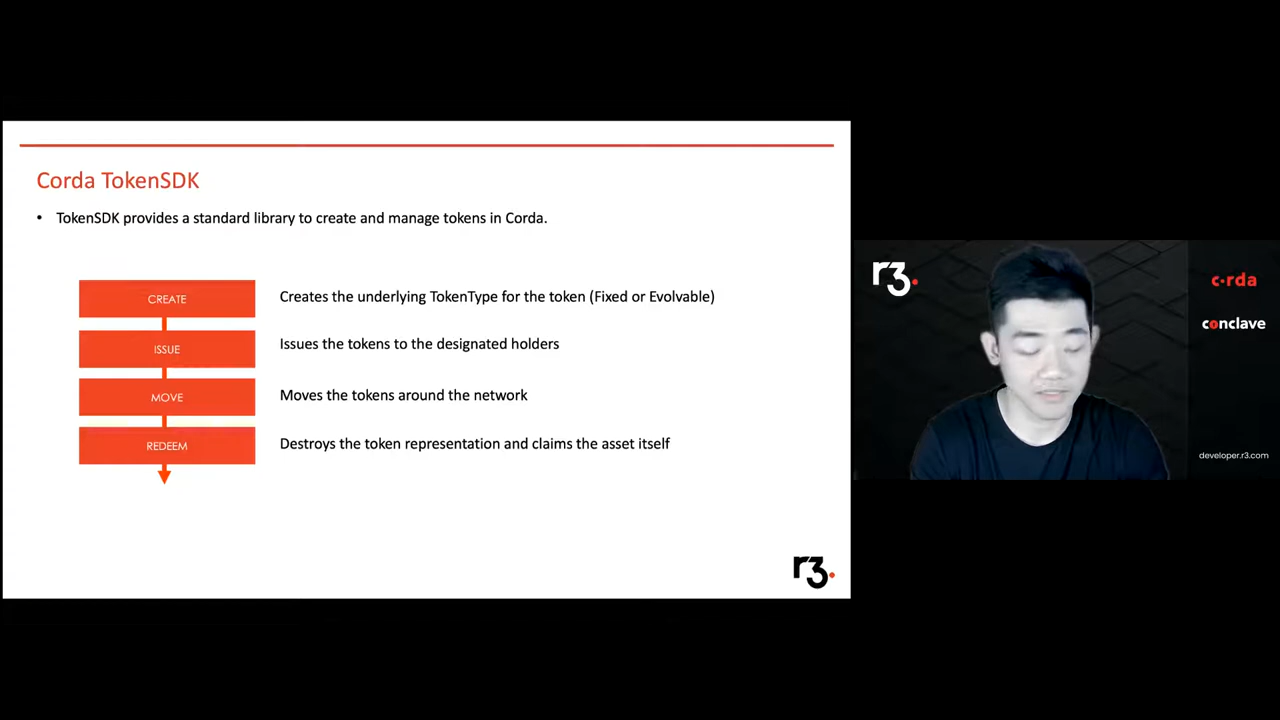 Corda TokenSDK
• TokenSDK provides a standard library to create and manage tokens in Corda.
CREATE
Creates the underlying TokenType for the token (Fixed or Evolvable)
ISSUE
Issues the tokens to the designated holders
MOVE
Moves the tokens around the network
REDEEM
Destroys the token representation and claims the asset itself
r3.
r3.
c·rda
conclave
developer.r3.com